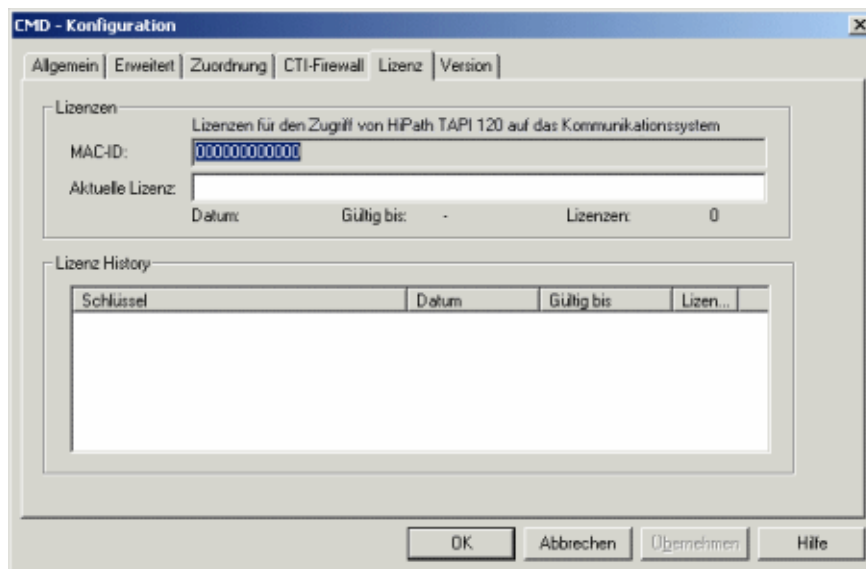 CMD - Konfiguration
Allgemein Erweitert Zuordnung CTI-Firewall Lizenz Version
Lizenzen
Lizenzen für den Zugriff von HiPath TAPI 120 auf das Kommunikationssystem
MAC-ID: 000000000000
Aktuelle Lizenz:
Datum: Gültig bis: - Lizenzen: 0
Lizenz History
Schlüssel Datum Gültig bis Lizen...
OK Abbrechen Übernehmen Hilfe